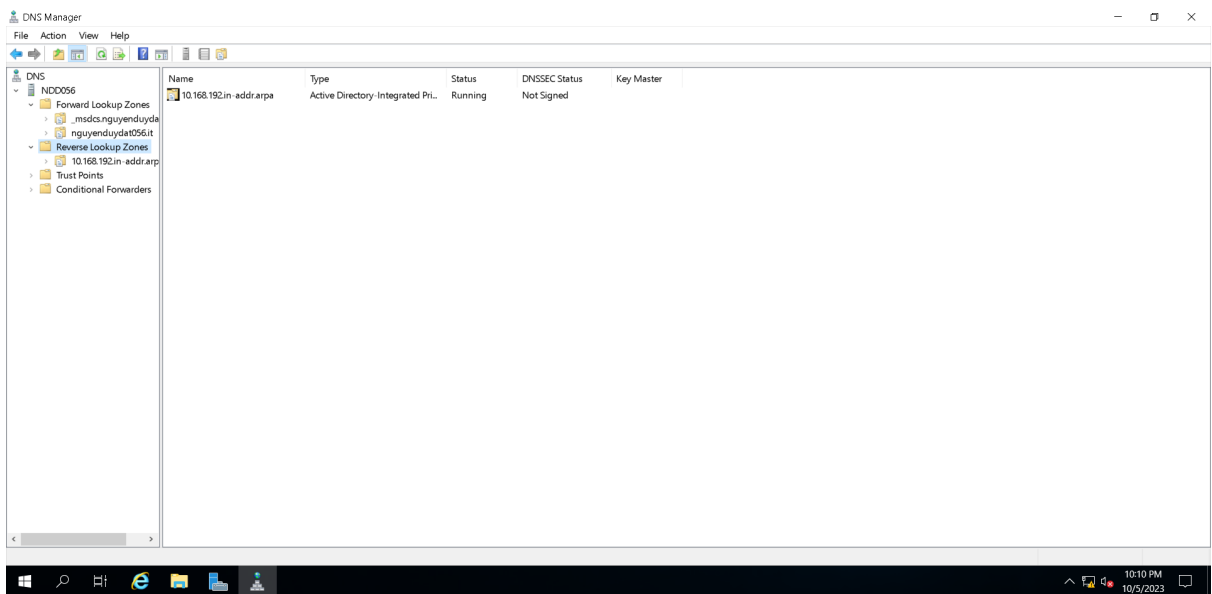 DNS Manager
File Action View Help
DNS
NDD056
Forward Lookup Zones
_msdcs.nguyenduyda
nguyenduydat056.it
Reverse Lookup Zones
10.168.192.in-addr.arp
Trust Points
Conditional Forwarders
Name Type Status DNSSEC Status Key Master
10.168.192.in-addr.arpa Active Directory-Integrated Pri... Running Not Signed
10:10 PM
10/5/2023